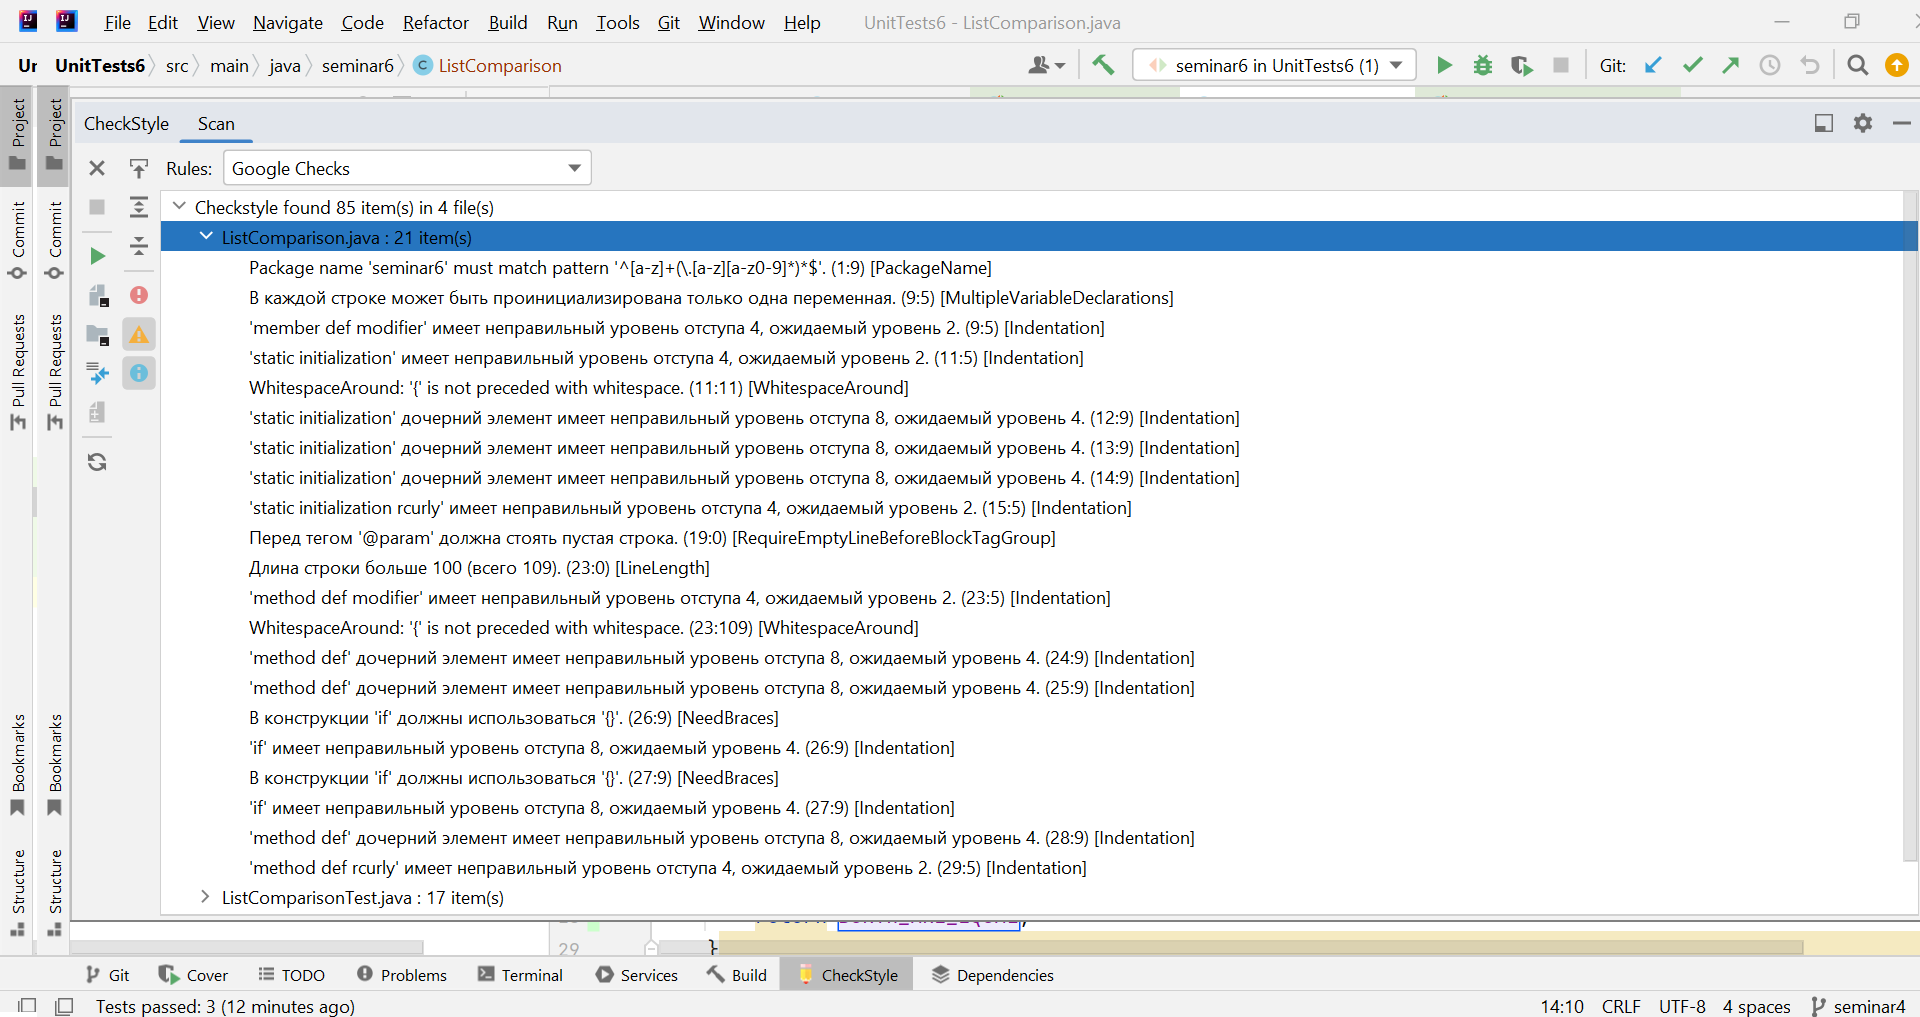 File Edit View Navigate Code Refactor Build Run Tools Git Window Help UnitTests6 - ListComparison.java
Ur UnitTests6 src main java seminar6 C ListComparison seminar6 in UnitTests6 (1) Git:
CheckStyle Scan
Rules: Google Checks
Checkstyle found 85 item(s) in 4 file(s)
ListComparison.java : 21 item(s)
Package name 'seminar6' must match pattern '^[a-z]+(\.[a-z][a-z0-9]*)*$'. (1:9) [PackageName]
В каждой строке может быть проинициализирована только одна переменная. (9:5) [MultipleVariableDeclarations]
'member def modifier' имеет неправильный уровень отступа 4, ожидаемый уровень 2. (9:5) [Indentation]
'static initialization' имеет неправильный уровень отступа 4, ожидаемый уровень 2. (11:5) [Indentation]
WhitespaceAround: '{' is not preceded with whitespace. (11:11) [WhitespaceAround]
'static initialization' дочерний элемент имеет неправильный уровень отступа 8, ожидаемый уровень 4. (12:9) [Indentation]
'static initialization' дочерний элемент имеет неправильный уровень отступа 8, ожидаемый уровень 4. (13:9) [Indentation]
'static initialization' дочерний элемент имеет неправильный уровень отступа 8, ожидаемый уровень 4. (14:9) [Indentation]
'static initialization rcurly' имеет неправильный уровень отступа 4, ожидаемый уровень 2. (15:5) [Indentation]
Перед тегом '@param' должна стоять пустая строка. (19:0) [RequireEmptyLineBeforeBlockTagGroup]
Длина строки больше 100 (всего 109). (23:0) [LineLength]
'method def modifier' имеет неправильный уровень отступа 4, ожидаемый уровень 2. (23:5) [Indentation]
WhitespaceAround: '{' is not preceded with whitespace. (23:109) [WhitespaceAround]
'method def' дочерний элемент имеет неправильный уровень отступа 8, ожидаемый уровень 4. (24:9) [Indentation]
'method def' дочерний элемент имеет неправильный уровень отступа 8, ожидаемый уровень 4. (25:9) [Indentation]
В конструкции 'if' должны использоваться '{}'. (26:9) [NeedBraces]
'if' имеет неправильный уровень отступа 8, ожидаемый уровень 4. (26:9) [Indentation]
В конструкции 'if' должны использоваться '{}'. (27:9) [NeedBraces]
'if' имеет неправильный уровень отступа 8, ожидаемый уровень 4. (27:9) [Indentation]
'method def' дочерний элемент имеет неправильный уровень отступа 8, ожидаемый уровень 4. (28:9) [Indentation]
'method def rcurly' имеет неправильный уровень отступа 4, ожидаемый уровень 2. (29:5) [Indentation]
ListComparisonTest.java : 17 item(s)
29 }
Project Project
Commit Commit
Pull Requests Pull Requests
Bookmarks Bookmarks
Structure Structure
Git Cover TODO Problems Terminal Services Build CheckStyle Dependencies
Tests passed: 3 (12 minutes ago) 14:10 CRLF UTF-8 4 spaces seminar4